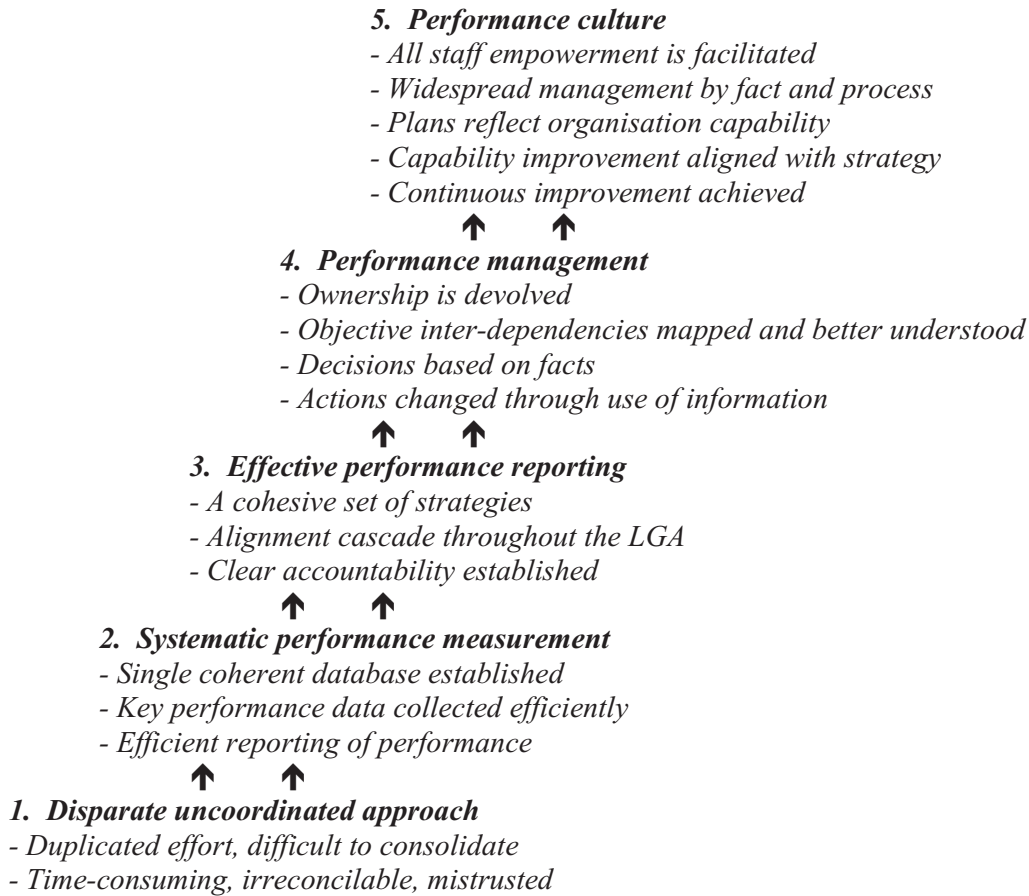 5. Performance culture
- All staff empowerment is facilitated
- Widespread management by fact and process
- Plans reflect organisation capability
- Capability improvement aligned with strategy
- Continuous improvement achieved
4. Performance management
- Ownership is devolved
- Objective inter-dependencies mapped and better understood
- Decisions based on facts
- Actions changed through use of information
3. Effective performance reporting
- A cohesive set of strategies
- Alignment cascade throughout the LGA
- Clear accountability established
2. Systematic performance measurement
- Single coherent database established
- Key performance data collected efficiently
- Efficient reporting of performance
1. Disparate uncoordinated approach
- Duplicated effort, difficult to consolidate
- Time-consuming, irreconcilable, mistrusted